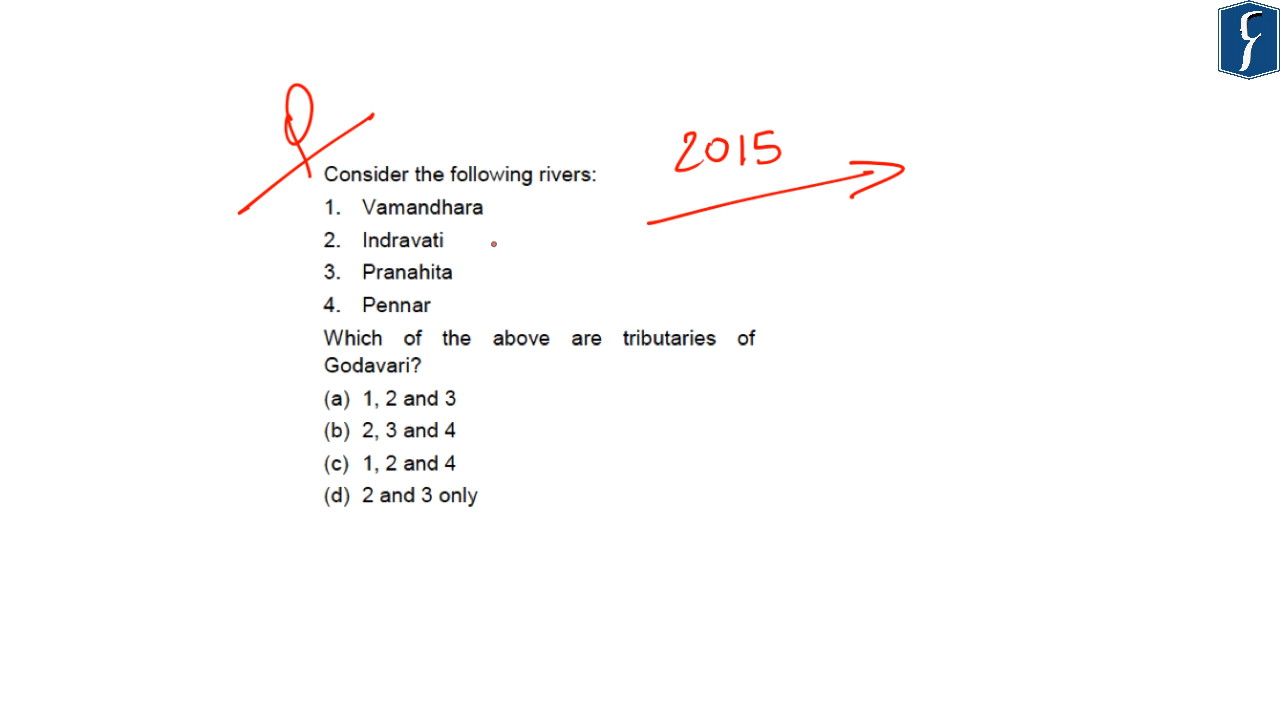 Q
2015
Consider the following rivers:
1. Vamandhara
2. Indravati
3. Pranahita
4. Pennar
Which of the above are tributaries of
Godavari?
(a) 1, 2 and 3
(b) 2, 3 and 4
(c) 1, 2 and 4
(d) 2 and 3 only